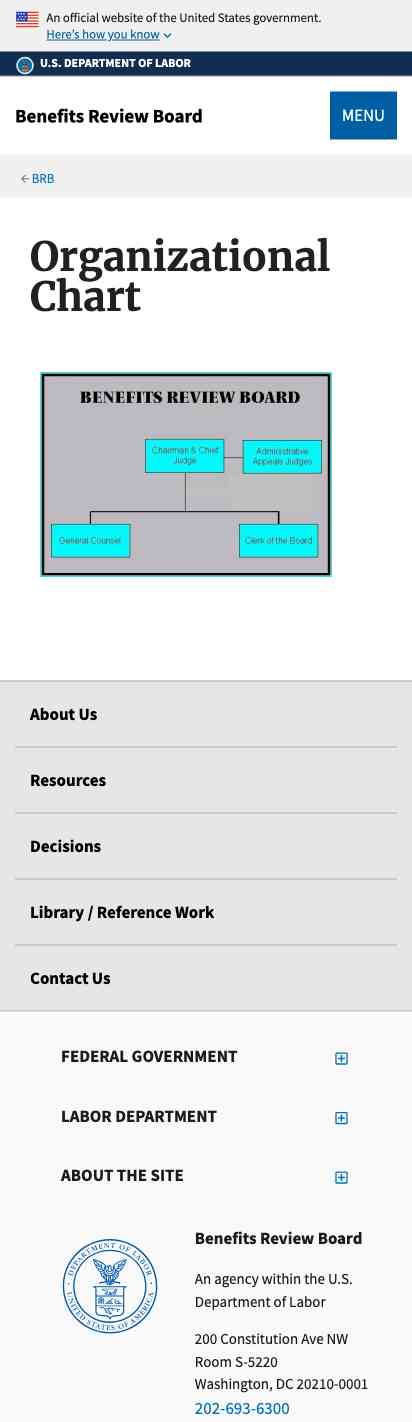 An official website of the United States government.
Here's how you know
U.S. DEPARTMENT OF LABOR
Benefits Review Board
MENU
BRB
Organizational
Chart
BENEFITS REVIEW BOARD
Chairman & Chief
Judge
Administrative
Appeals Judges
General Counsel
Clerk of the Board
About Us
Resources
Decisions
Library / Reference Work
Contact Us
FEDERAL GOVERNMENT
LABOR DEPARTMENT
ABOUT THE SITE
DEPARTMENT OF LABOR
UNITED STATES OF AMERICA
Benefits Review Board
An agency within the U.S.
Department of Labor
200 Constitution Ave NW
Room S-5220
Washington, DC 20210-0001
202-693-6300